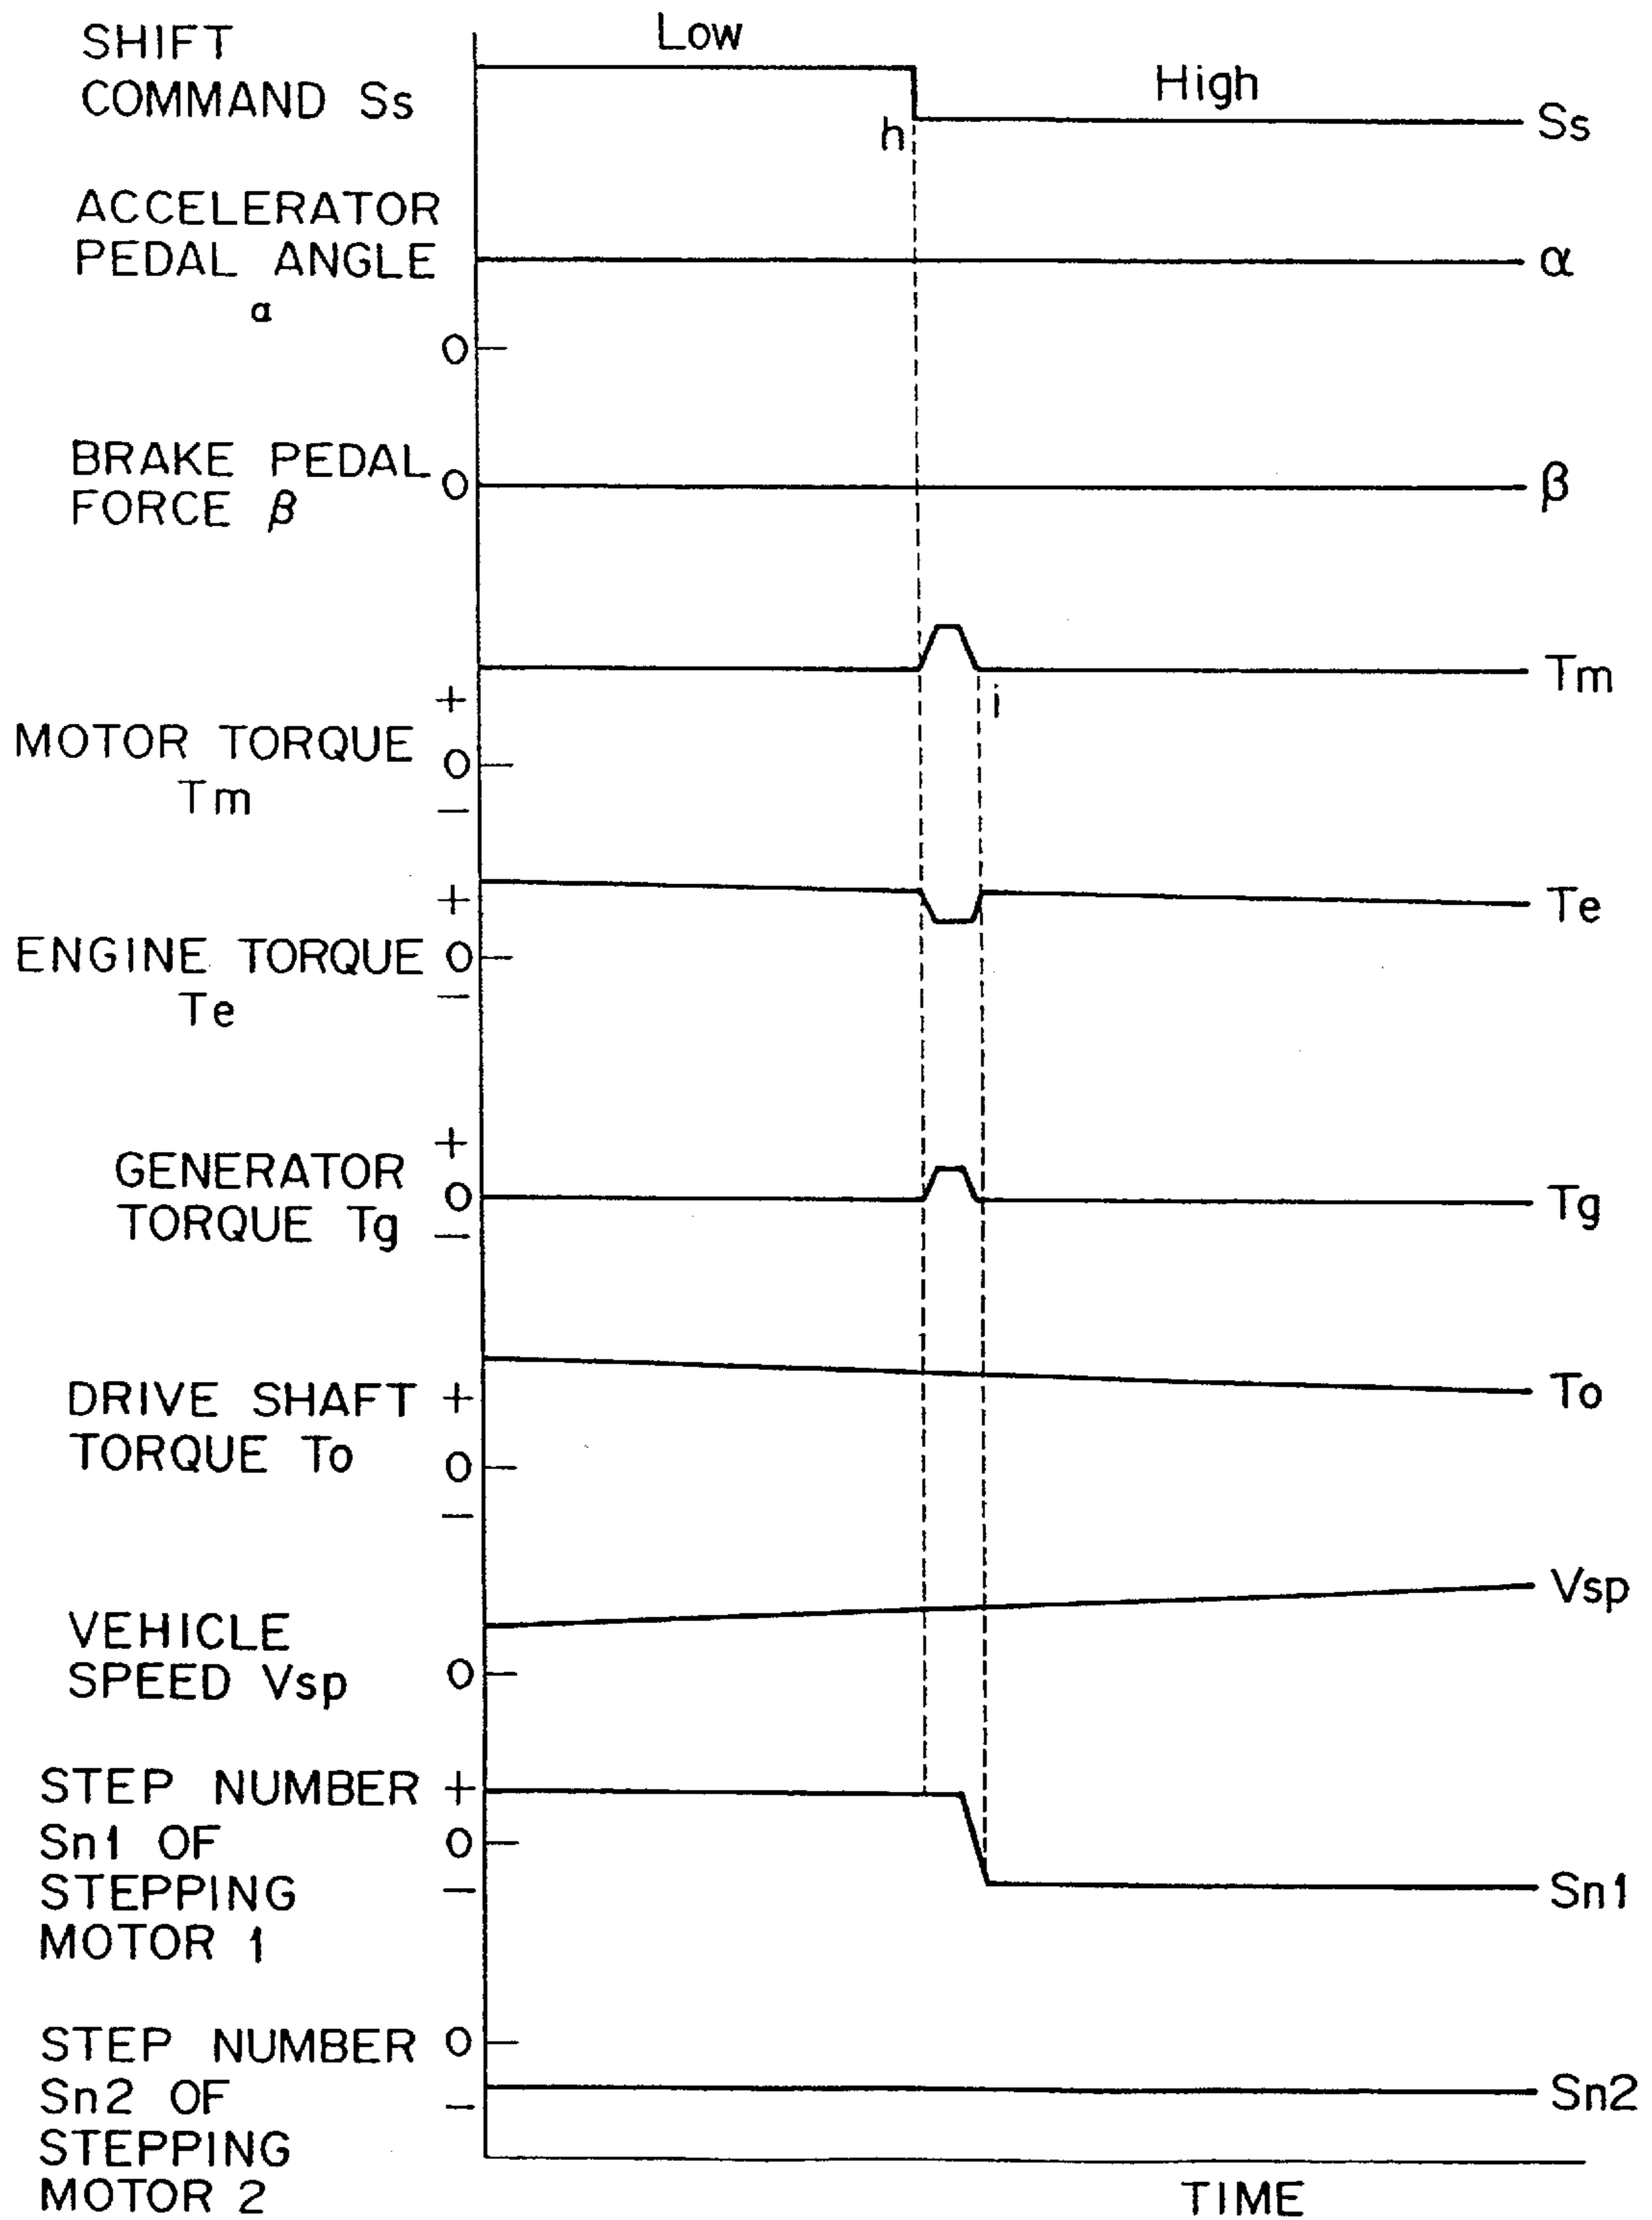 Low
SHIFT
COMMAND Ss
High
Ss
h
ACCELERATOR
PEDAL ANGLE
α
α
0
BRAKE PEDAL
FORCE β
0
β
Tm
i
+
MOTOR TORQUE
Tm
0
−
+
Te
ENGINE TORQUE
Te
0
−
+
GENERATOR
TORQUE Tg
0
−
Tg
DRIVE SHAFT
TORQUE To
+
0
−
To
Vsp
VEHICLE
SPEED Vsp
0
STEP NUMBER
Sn1 OF
STEPPING
MOTOR 1
+
0
−
Sn1
STEP NUMBER
Sn2 OF
STEPPING
MOTOR 2
0
−
Sn2
TIME